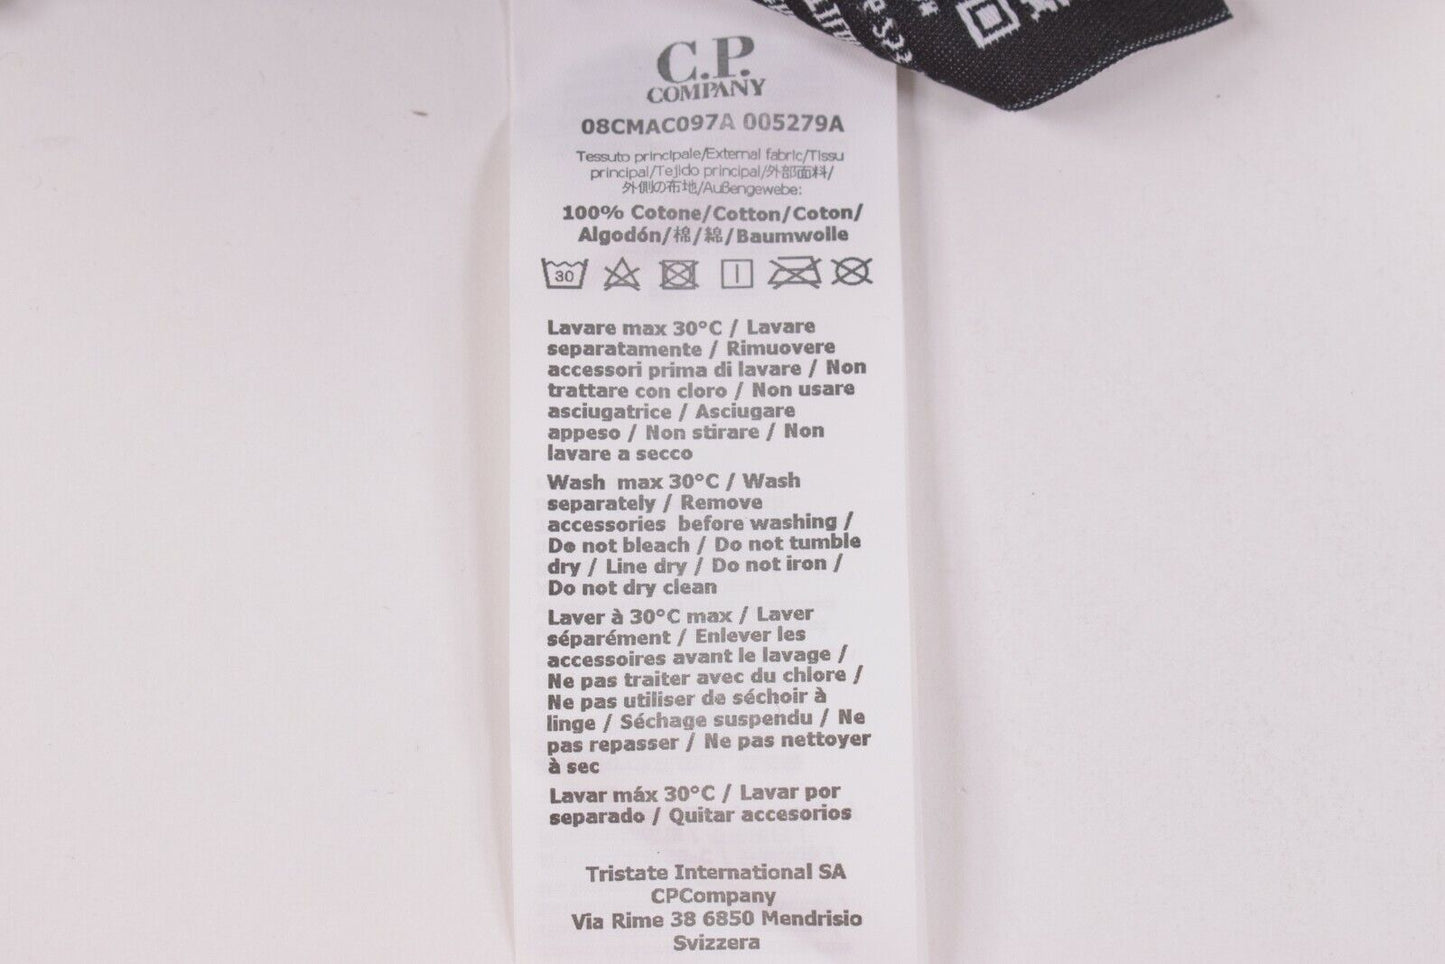 C.P.
COMPANY
08CMAC097A 005279A
Tessuto principale/External fabric/Tissu
principal/Tejido principal/外部面料/
外側の布地/Außengewebe:
100% Cotone/Cotton/Coton/
Algodón/棉/綿/Baumwolle
30
Lavare max 30°C / Lavare
separatamente / Rimuovere
accessori prima di lavare / Non
trattare con cloro / Non usare
asciugatrice / Asciugare
appeso / Non stirare / Non
lavare a secco
Wash max 30°C / Wash
separately / Remove
accessories before washing /
Do not bleach / Do not tumble
dry / Line dry / Do not iron /
Do not dry clean
Laver à 30°C max / Laver
séparément / Enlever les
accessoires avant le lavage /
Ne pas traiter avec du chlore /
Ne pas utiliser de séchoir à
linge / Séchage suspendu / Ne
pas repasser / Ne pas nettoyer
à sec
Lavar máx 30°C / Lavar por
separado / Quitar accesorios
Tristate International SA
CPCompany
Via Rime 38 6850 Mendrisio
Svizzera